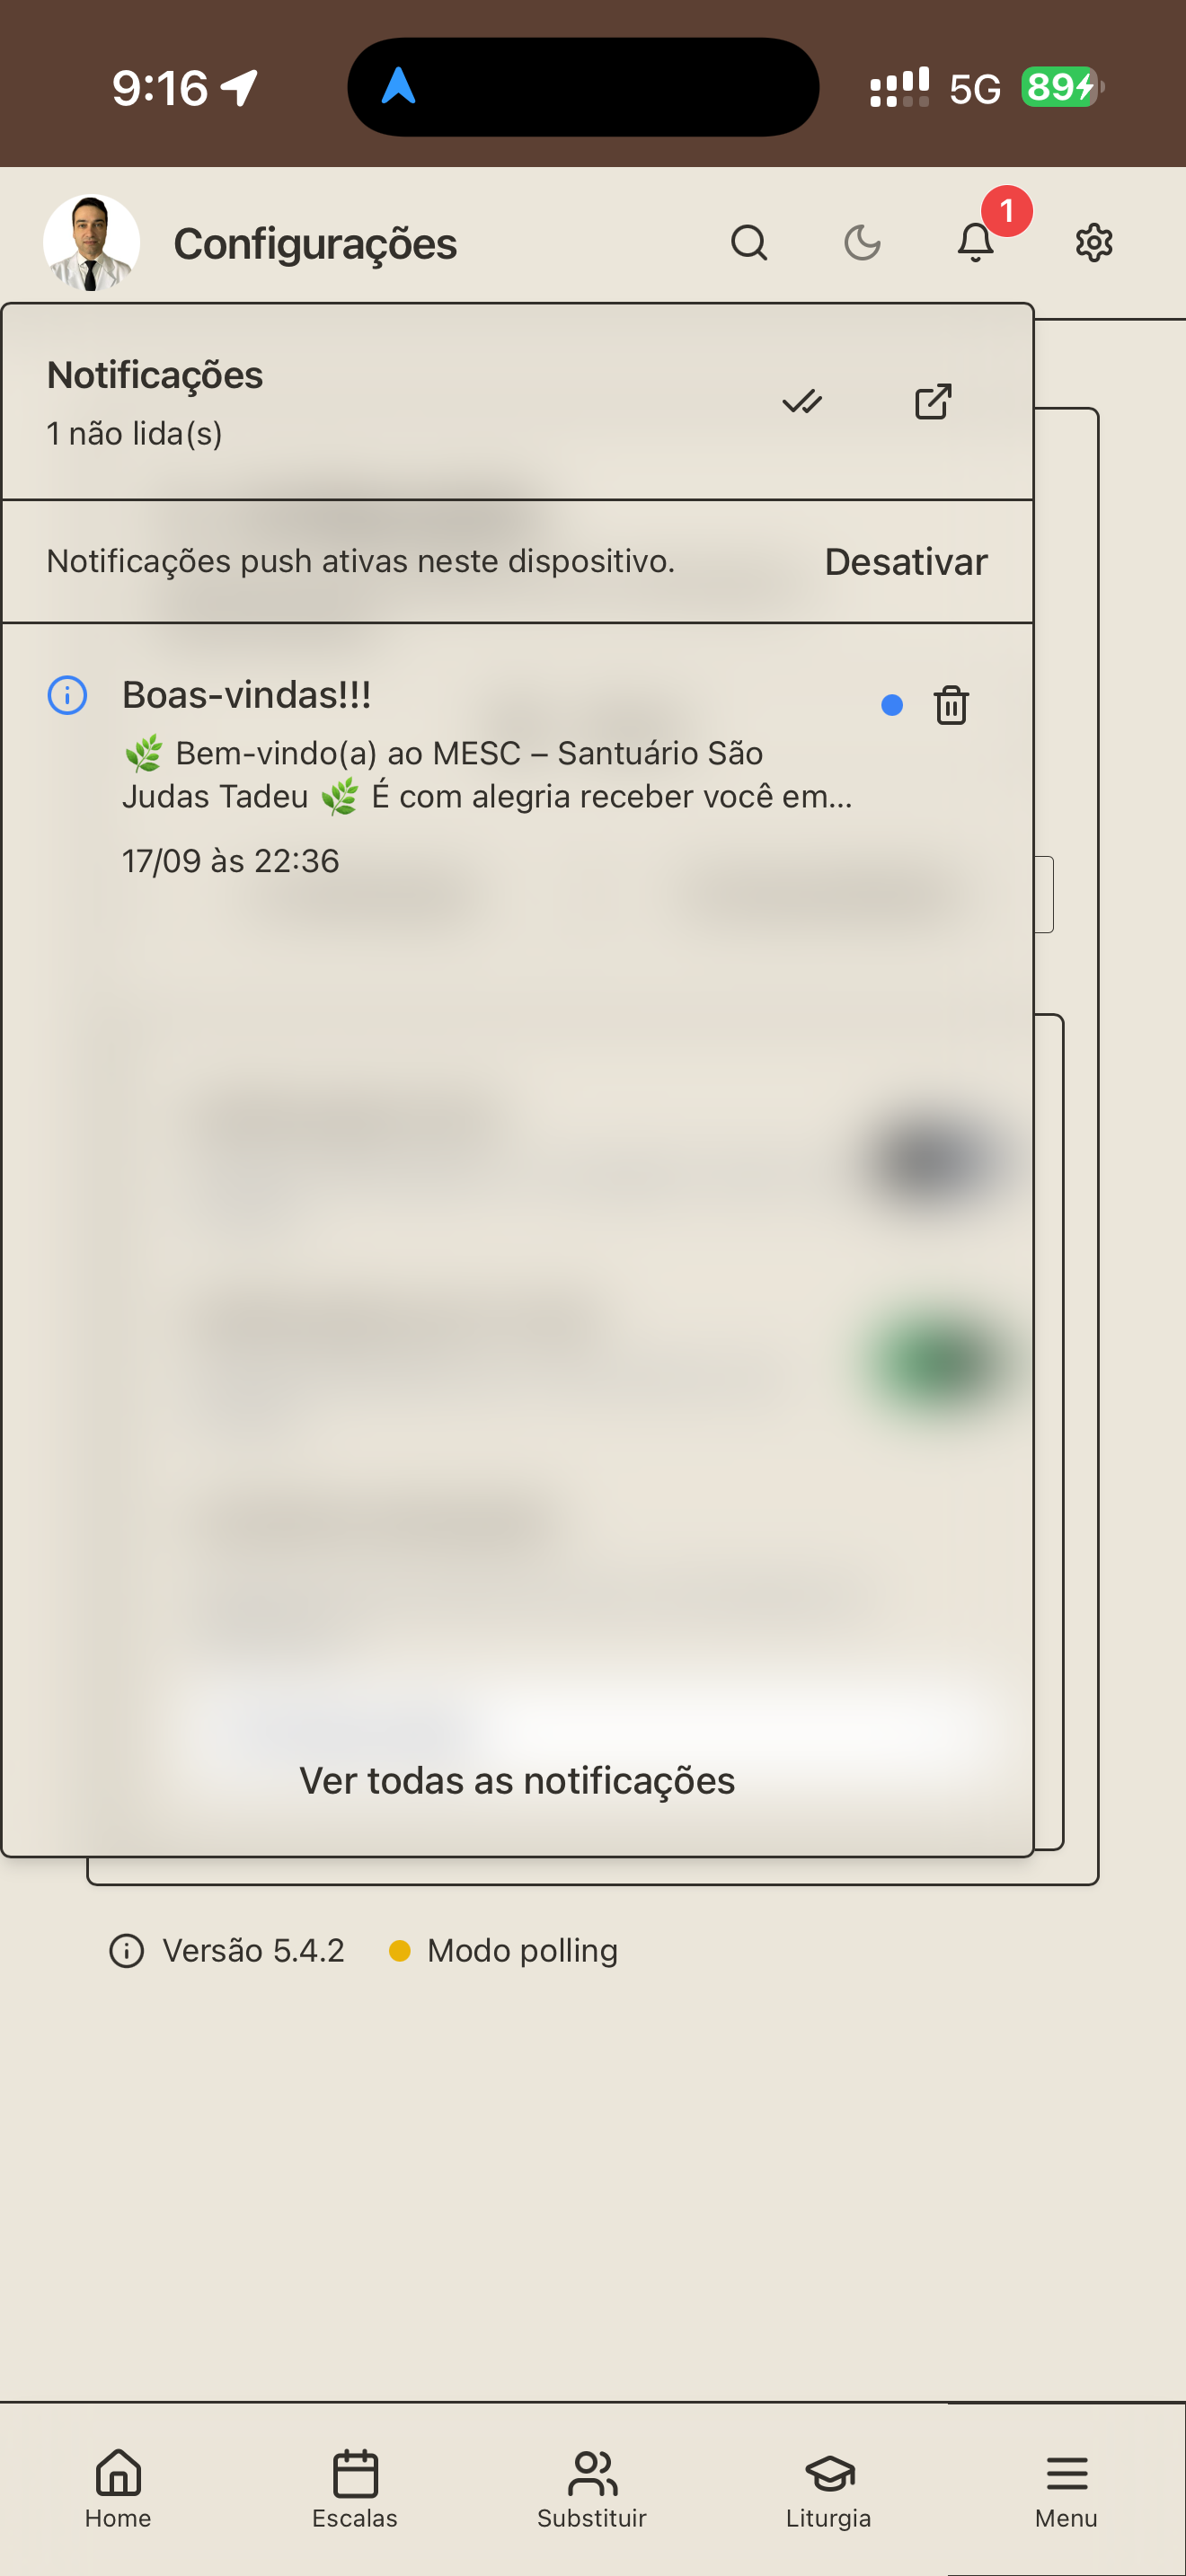 9:16
5G
89
Configurações
1
Notificações
1 não lida(s)
Notificações push ativas neste dispositivo.
Desativar
Boas-vindas!!!
🌿 Bem-vindo(a) ao MESC – Santuário São
Judas Tadeu 🌿 É com alegria receber você em...
17/09 às 22:36
Ver todas as notificações
Versão 5.4.2
Modo polling
Home
Escalas
Substituir
Liturgia
Menu